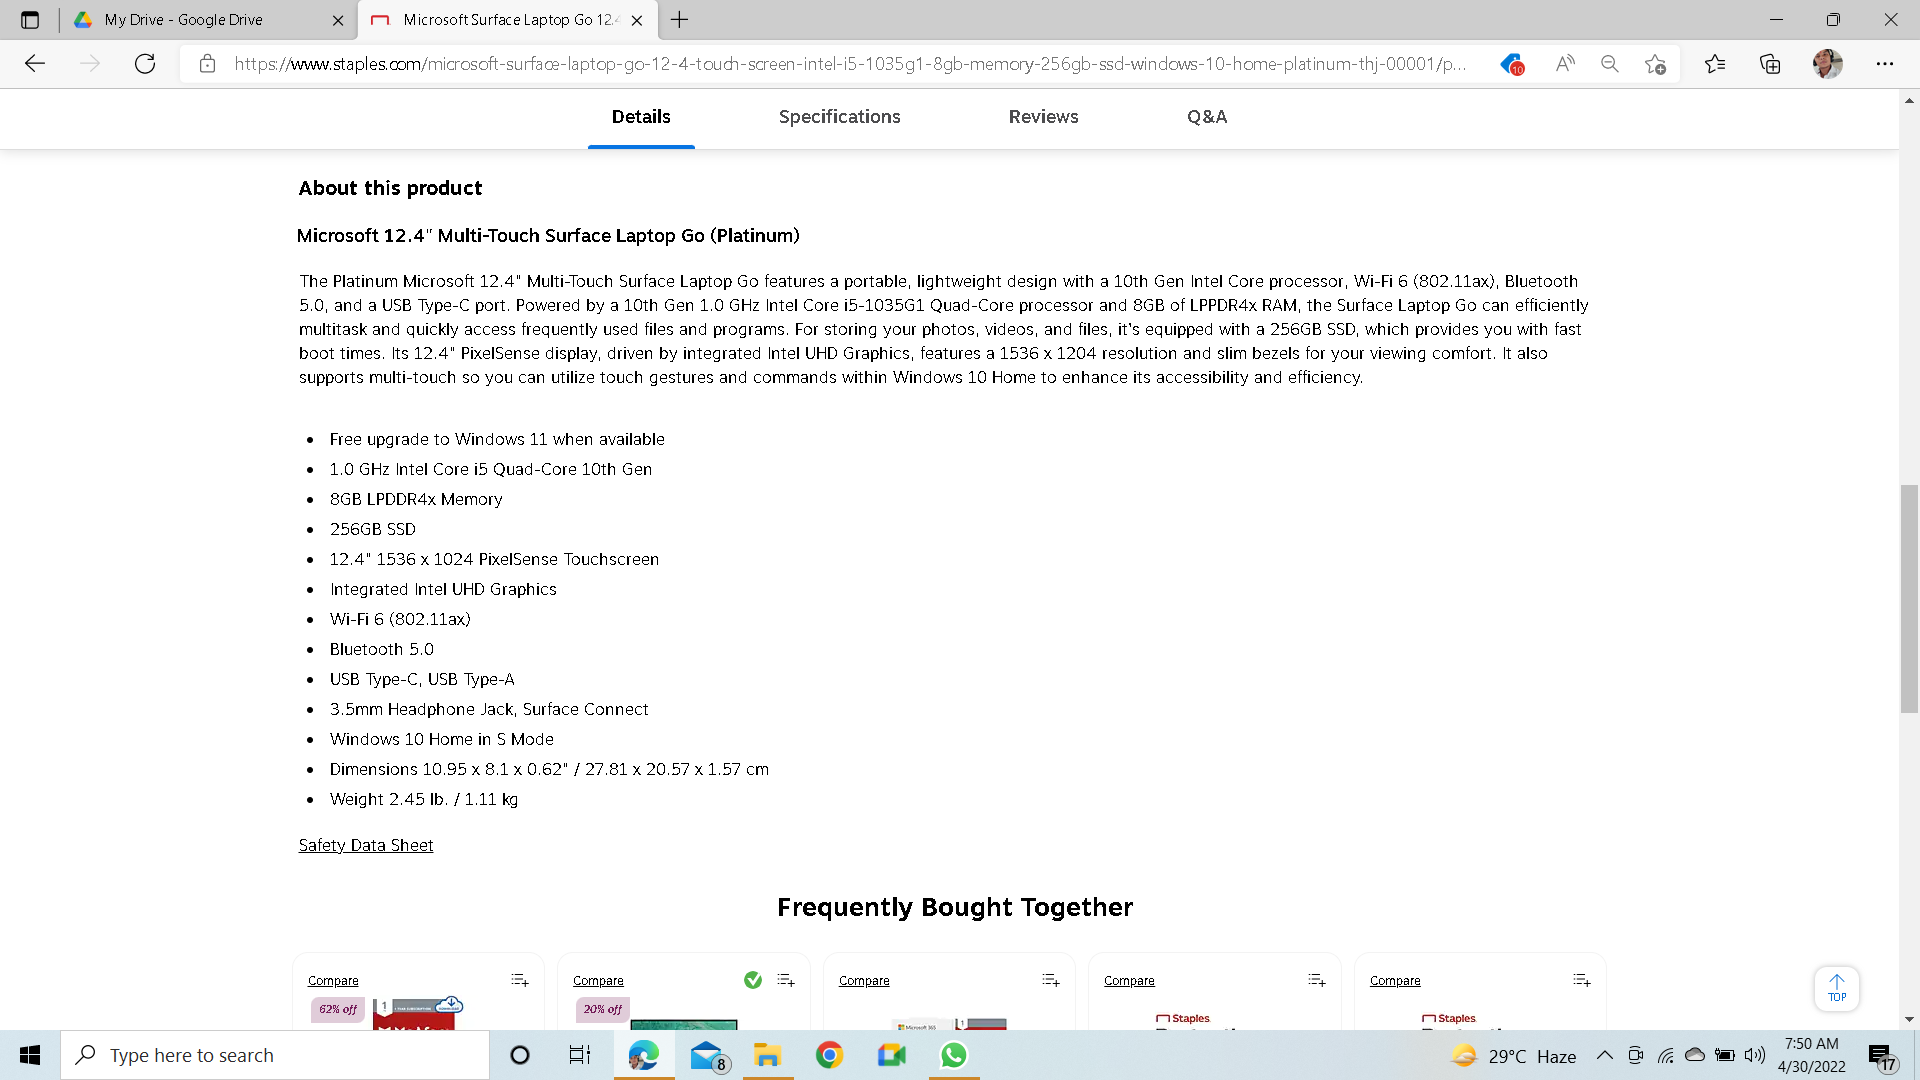 My Drive - Google Drive
Microsoft Surface Laptop Go 12.4
https://www.staples.com/microsoft-surface-laptop-go-12-4-touch-screen-intel-i5-1035g1-8gb-memory-256gb-ssd-windows-10-home-platinum-thj-00001/p...
10
Details Specifications Reviews Q&A
About this product
Microsoft 12.4" Multi-Touch Surface Laptop Go (Platinum)
The Platinum Microsoft 12.4" Multi-Touch Surface Laptop Go features a portable, lightweight design with a 10th Gen Intel Core processor, Wi-Fi 6 (802.11ax), Bluetooth
5.0, and a USB Type-C port. Powered by a 10th Gen 1.0 GHz Intel Core i5-1035G1 Quad-Core processor and 8GB of LPPDR4x RAM, the Surface Laptop Go can efficiently
multitask and quickly access frequently used files and programs. For storing your photos, videos, and files, it's equipped with a 256GB SSD, which provides you with fast
boot times. Its 12.4" PixelSense display, driven by integrated Intel UHD Graphics, features a 1536 x 1204 resolution and slim bezels for your viewing comfort. It also
supports multi-touch so you can utilize touch gestures and commands within Windows 10 Home to enhance its accessibility and efficiency.
Free upgrade to Windows 11 when available
1.0 GHz Intel Core i5 Quad-Core 10th Gen
8GB LPDDR4x Memory
256GB SSD
12.4" 1536 x 1024 PixelSense Touchscreen
Integrated Intel UHD Graphics
Wi-Fi 6 (802.11ax)
Bluetooth 5.0
USB Type-C, USB Type-A
3.5mm Headphone Jack, Surface Connect
Windows 10 Home in S Mode
Dimensions 10.95 x 8.1 x 0.62" / 27.81 x 20.57 x 1.57 cm
Weight 2.45 lb. / 1.11 kg
Safety Data Sheet
Frequently Bought Together
Compare Compare Compare Compare Compare
62% off 1 20% off Microsoft 365 1 Staples Staples
TOP
Type here to search
8
29°C Haze
7:50 AM
4/30/2022
17